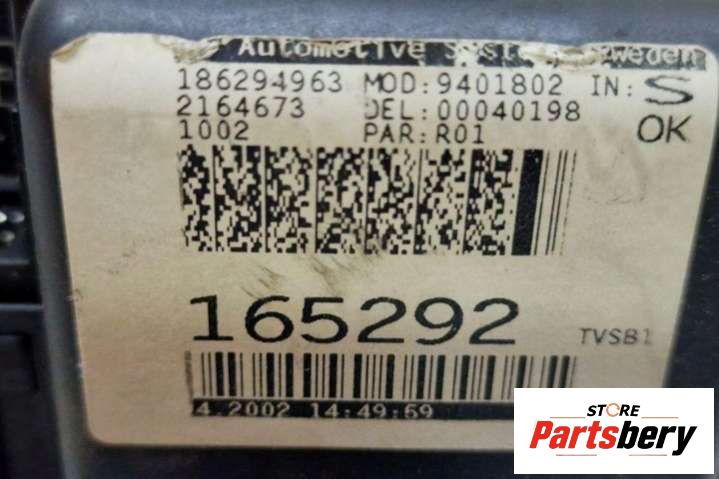 Automotive Sweden
186294963 MOD:9401802 IN: S
2164673 DEL:00040198 OK
1002 PAR:R01
165292 TVSB1
4.2002 14:49:59
STORE
Partsbery